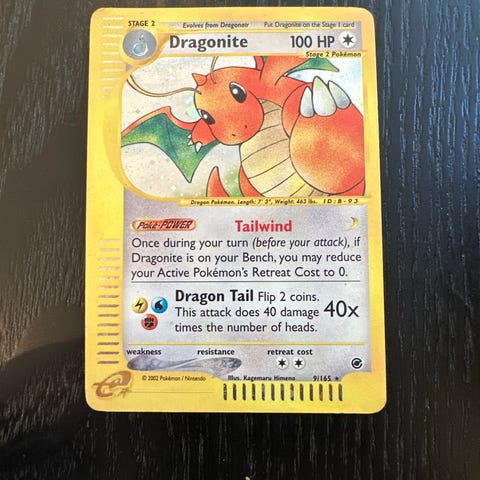 STAGE 2 Evolves from Dragonair Put Dragonite on the Stage 1 card
Dragonite 100 HP
Stage 2 Pokémon
Dragon Pokémon. Length: 7' 3", Weight: 463 lbs. ID: B-93
Poké-POWER Tailwind
Once during your turn (before your attack), if
Dragonite is on your Bench, you may reduce
your Active Pokémon's Retreat Cost to 0.
Dragon Tail Flip 2 coins.
This attack does 40 damage 40x
times the number of heads.
weakness resistance retreat cost
© 2002 Pokémon / Nintendo Illus. Kagemaru Himeno 9/165 ★
e